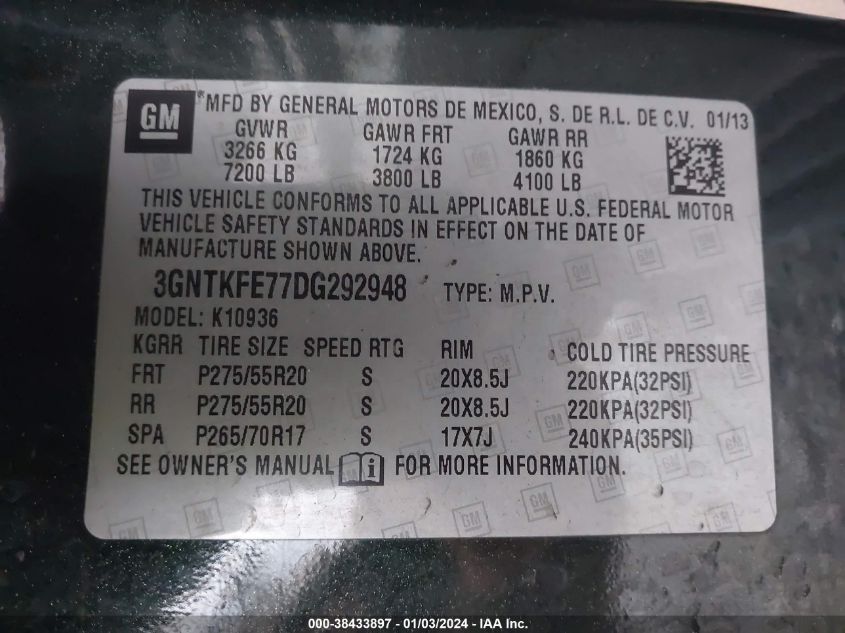 GM *MFD BY GENERAL MOTORS DE MEXICO, S. DE R.L. DE C.V. 01/13
GVWR GAWR FRT GAWR RR
3266 KG 1724 KG 1860 KG
7200 LB 3800 LB 4100 LB
THIS VEHICLE CONFORMS TO ALL APPLICABLE U.S. FEDERAL MOTOR
VEHICLE SAFETY STANDARDS IN EFFECT ON THE DATE OF
MANUFACTURE SHOWN ABOVE.
3GNTKFE77DG292948 TYPE: M.P.V.
MODEL: K10936
KGRR TIRE SIZE SPEED RTG RIM COLD TIRE PRESSURE
FRT P275/55R20 S 20X8.5J 220KPA(32PSI)
RR P275/55R20 S 20X8.5J 220KPA(32PSI)
SPA P265/70R17 S 17X7J 240KPA(35PSI)
SEE OWNER'S MANUAL FOR MORE INFORMATION.
000-38433897 - 01/03/2024 - IAA Inc.